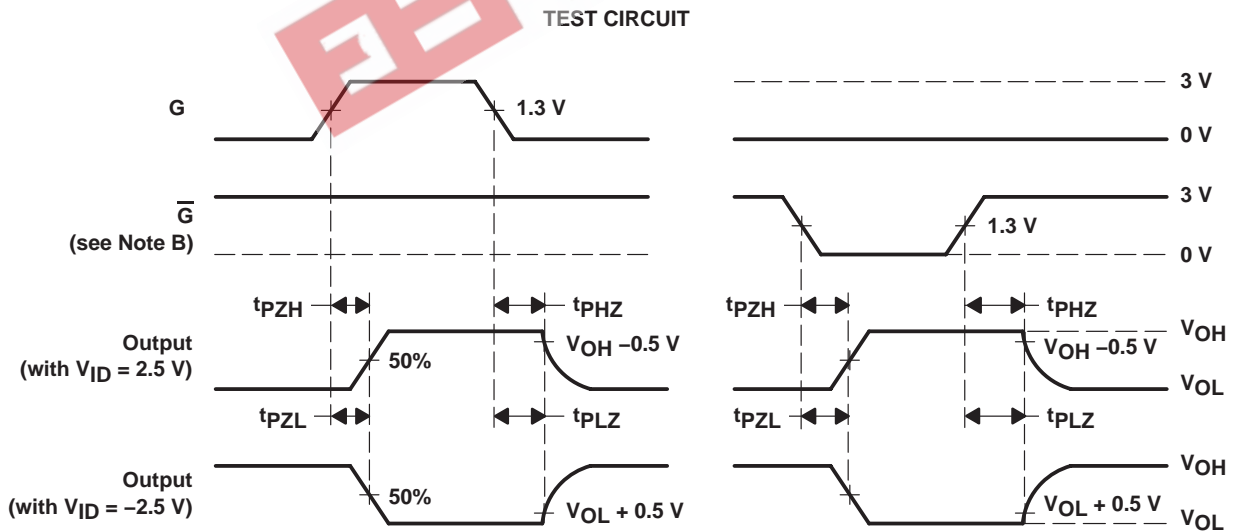 TEST CIRCUIT
G
1.3 V
3 V
0 V
G
(see Note B)
1.3 V
3 V
0 V
tPZH
tPHZ
tPZH
tPHZ
Output
(with VID = 2.5 V)
50%
VOH –0.5 V
VOH –0.5 V
VOH
VOL
tPZL
tPLZ
tPZL
tPLZ
Output
(with VID = –2.5 V)
50%
VOL + 0.5 V
VOL + 0.5 V
VOH
VOL